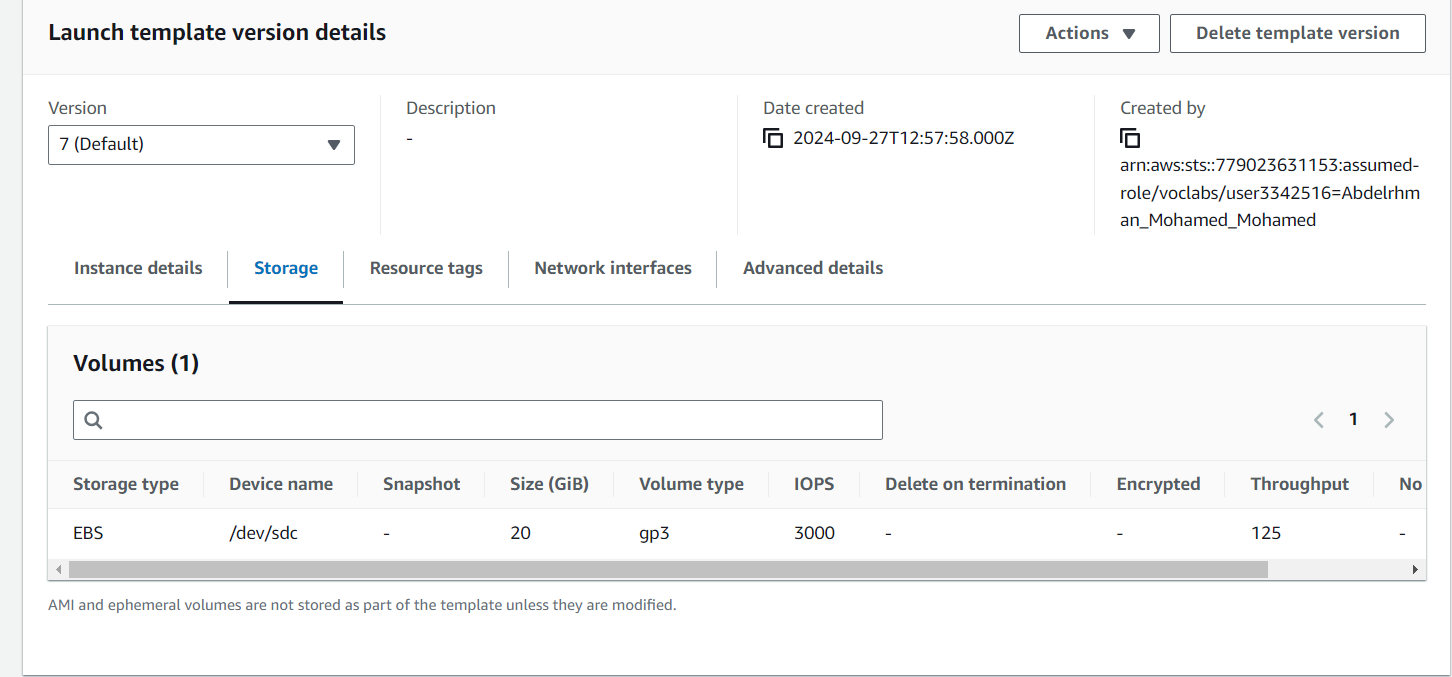 Launch template version details
Actions
Delete template version
Version
7 (Default)
Description
-
Date created
2024-09-27T12:57:58.000Z
Created by
arn:aws:sts::779023631153:assumed-
role/voclabs/user3342516=Abdelrhm
an_Mohamed_Mohamed
Instance details
Storage
Resource tags
Network interfaces
Advanced details
Volumes (1)
1
Storage type Device name Snapshot Size (GiB) Volume type IOPS Delete on termination Encrypted Throughput No
EBS /dev/sdc - 20 gp3 3000 - - 125 -
AMI and ephemeral volumes are not stored as part of the template unless they are modified.